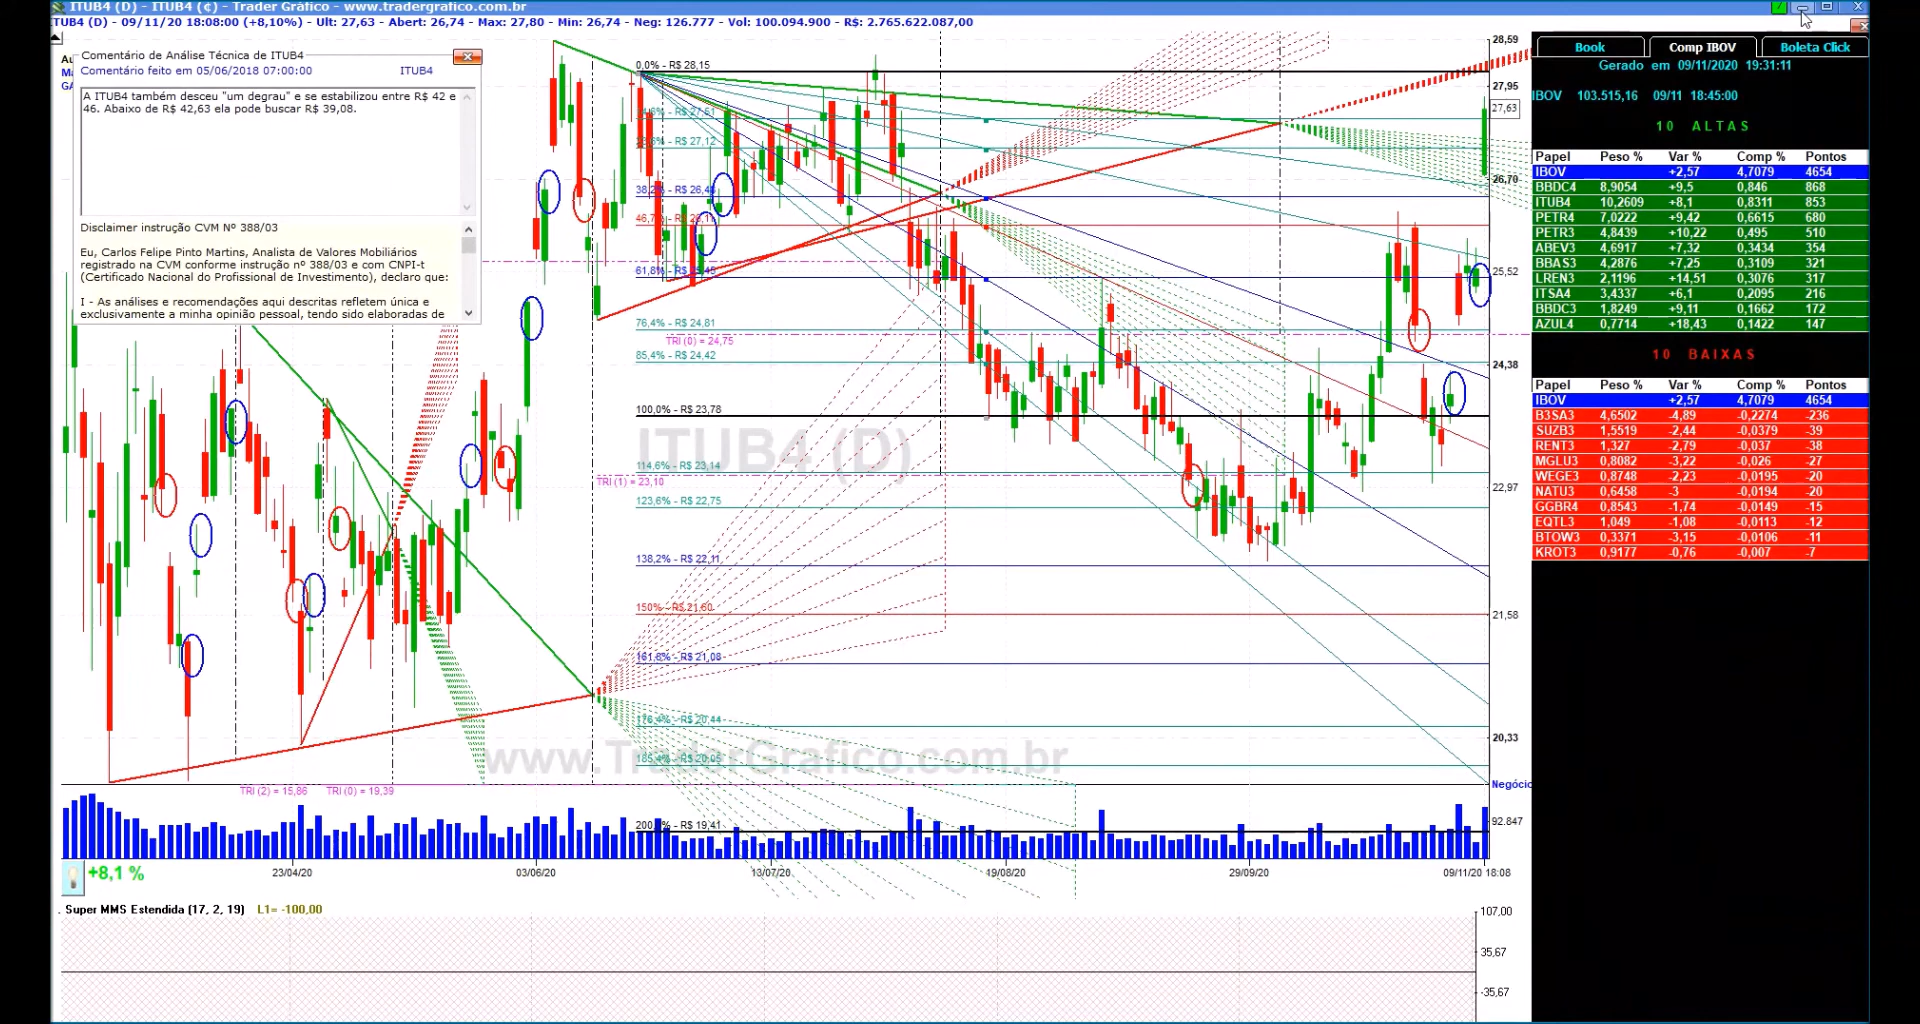 ITUB4 (D) - ITUB4 (¢) - Trader Gráfico - www.tradergrafico.com.br
ITUB4 (D) - 09/11/20 18:08:00 (+8,10%) - Ult: 27,63 - Abert: 26,74 - Max: 27,80 - Min: 26,74 - Neg: 126.777 - Vol: 100.094.900 - R$: 2.765.622.087,00
Comentário de Análise Técnica de ITUB4
Comentário feito em 05/06/2018 07:00:00 ITUB4
A ITUB4 também desceu "um degrau" e se estabilizou entre R$ 42 e
46. Abaixo de R$ 42,63 ela pode buscar R$ 39,08.
Disclaimer instrução CVM Nº 388/03
Eu, Carlos Felipe Pinto Martins, Analista de Valores Mobiliários
registrado na CVM conforme instrução nº 388/03 e com CNPI-t
(Certificado Nacional do Profissional de Investimento), declaro que:
I - As análises e recomendações aqui descritas refletem única e
exclusivamente a minha opinião pessoal, tendo sido elaboradas de
0,0% - R$ 28,15
R$ 27,12
38,2% - R$ 26,4
61,8%
76,4% - R$ 24,81
TRI (0) = 24,75
85,4% - R$ 24,42
100,0% - R$ 23,78
ITUB4 (D)
114,6% - R$ 23,14
TRI (1) = 23,10
123,6% - R$ 22,75
138,2% - R$ 22,11
150% - R$ 21,60
161,8% - R$ 21,08
176,4% - R$ 20,44
www.TraderGrafico.com.br
185,4% - R$ 20,05
TRI (2) = 15,86 TRI (0) = 19,39
R$ 19,41
28,59
27,95
27,63
26,70
25,52
24,38
22,97
21,58
20,33
Negócio
92.847
+8,1 %
23/04/20 03/06/20 13/07/20 19/08/20 29/09/20 09/11/20 18:08
Super MMS Estendida (17, 2, 19) L1= -100,00
107,00
35,67
-35,67
Book Comp IBOV Boleta Click
Gerado em 09/11/2020 19:31:11
IBOV 103.515,16 09/11 18:45:00
10 ALTAS
Papel Peso % Var % Comp % Pontos
IBOV +2,57 4,7079 4654
BBDC4 8,9054 +9,5 0,846 868
ITUB4 10,2609 +8,1 0,8311 853
PETR4 7,0222 +9,42 0,6615 680
PETR3 4,8439 +10,22 0,495 510
ABEV3 4,6917 +7,32 0,3434 354
BBAS3 4,2876 +7,25 0,3109 321
LREN3 2,1196 +14,51 0,3076 317
ITSA4 3,4337 +6,1 0,2095 216
BBDC3 1,8249 +9,11 0,1662 172
AZUL4 0,7714 +18,43 0,1422 147
10 BAIXAS
Papel Peso % Var % Comp % Pontos
IBOV +2,57 4,7079 4654
B3SA3 4,6502 -4,89 -0,2274 -236
SUZB3 1,5519 -2,44 -0,0379 -39
RENT3 1,327 -2,79 -0,037 -38
MGLU3 0,8082 -3,22 -0,026 -27
WEGE3 0,8748 -2,23 -0,0195 -20
NATU3 0,6458 -3 -0,0194 -20
GGBR4 0,8543 -1,74 -0,0149 -15
EQTL3 1,049 -1,08 -0,0113 -12
BTOW3 0,3371 -3,15 -0,0106 -11
KROT3 0,9177 -0,76 -0,007 -7